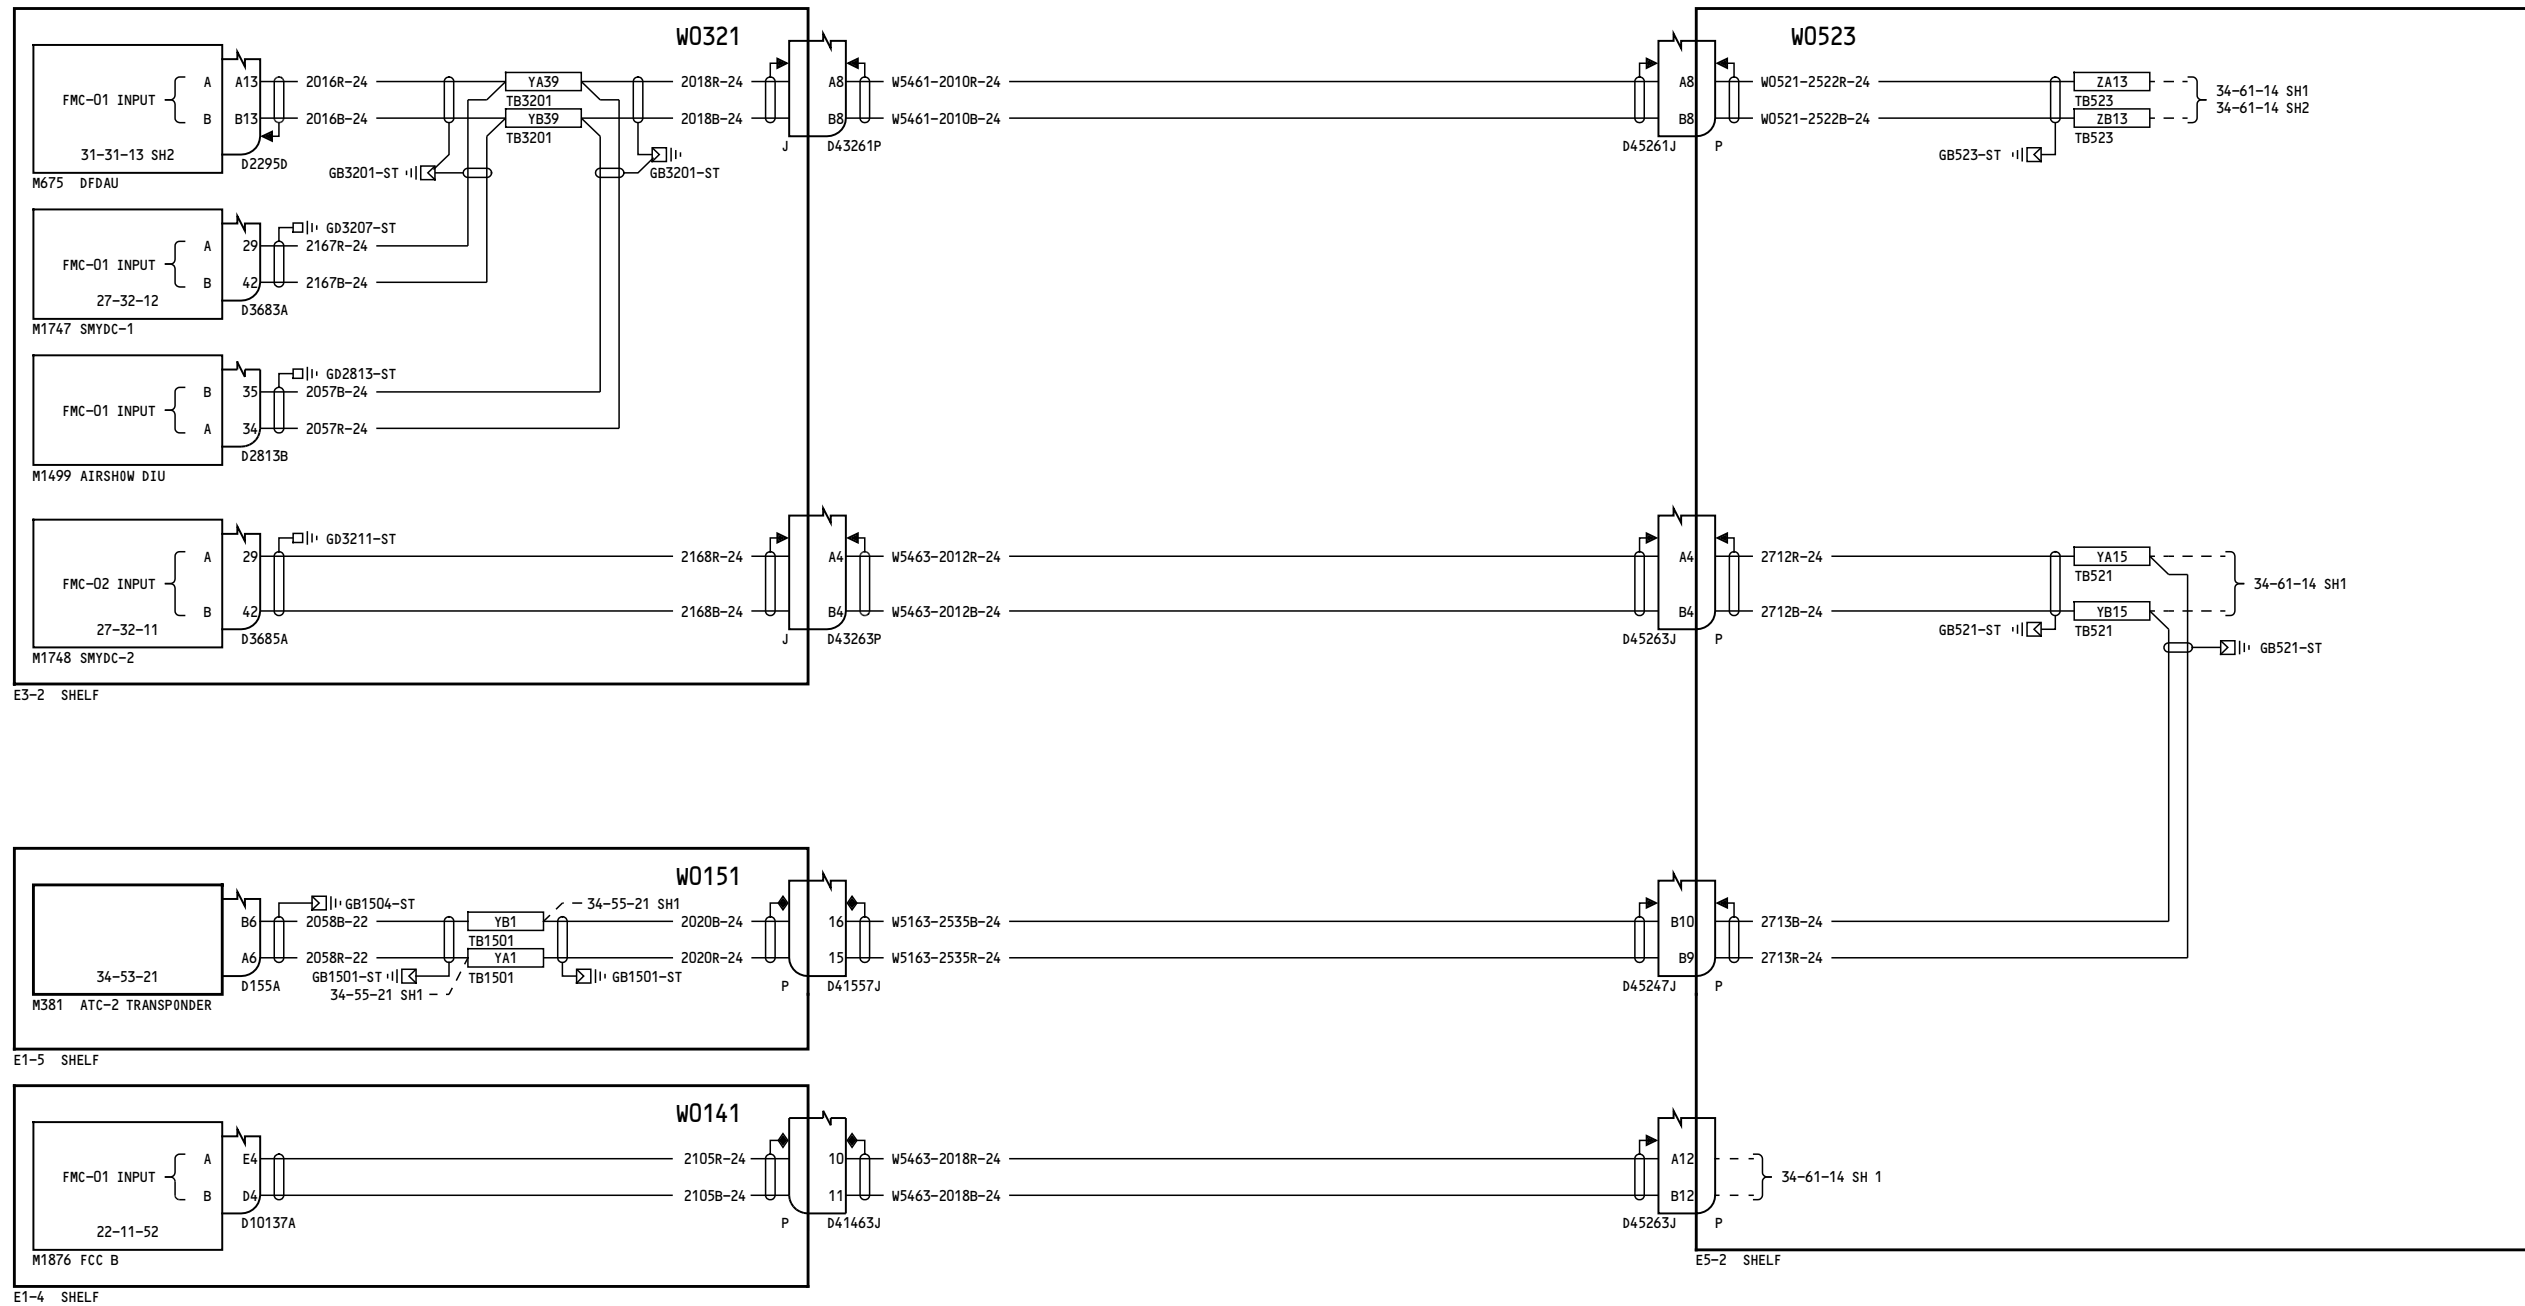 W0321
W0523
FMC-01 INPUT
A
A13
2016R-24
YA39
2018R-24
A8
W5461-2010R-24
A8
W0521-2522R-24
ZA13
34-61-14 SH1
TB3201
TB523
34-61-14 SH2
B
B13
2016B-24
YB39
2018B-24
B8
W5461-2010B-24
B8
W0521-2522B-24
ZB13
TB3201
TB523
31-31-13 SH2
D2295D
J
D43261P
D45261J
P
GB523-ST
M675 DFDAU
GB3201-ST
GB3201-ST
GD3207-ST
FMC-01 INPUT
A
29
2167R-24
B
42
2167B-24
27-32-12
D3683A
M1747 SMYDC-1
GD2813-ST
FMC-01 INPUT
B
35
2057B-24
A
34
2057R-24
D2813B
M1499 AIRSHOW DIU
GD3211-ST
FMC-02 INPUT
A
29
2168R-24
A4
W5463-2012R-24
A4
2712R-24
YA15
TB521
34-61-14 SH1
B
42
2168B-24
B4
W5463-2012B-24
B4
2712B-24
YB15
TB521
27-32-11
D3685A
J
D43263P
D45263J
P
GB521-ST
GB521-ST
M1748 SMYDC-2
E3-2 SHELF
W0151
GB1504-ST
34-55-21 SH1
B6
2058B-22
YB1
2020B-24
16
W5163-2535B-24
B10
2713B-24
TB1501
A6
2058R-22
YA1
2020R-24
15
W5163-2535R-24
B9
2713R-24
34-53-21
D155A
GB1501-ST
TB1501
GB1501-ST
P
D41557J
D45247J
P
34-55-21 SH1
M381 ATC-2 TRANSPONDER
E1-5 SHELF
W0141
FMC-01 INPUT
A
E4
2105R-24
10
W5463-2018R-24
A12
34-61-14 SH 1
B
D4
2105B-24
11
W5463-2018B-24
B12
22-11-52
D10137A
P
D41463J
D45263J
P
M1876 FCC B
E5-2 SHELF
E1-4 SHELF